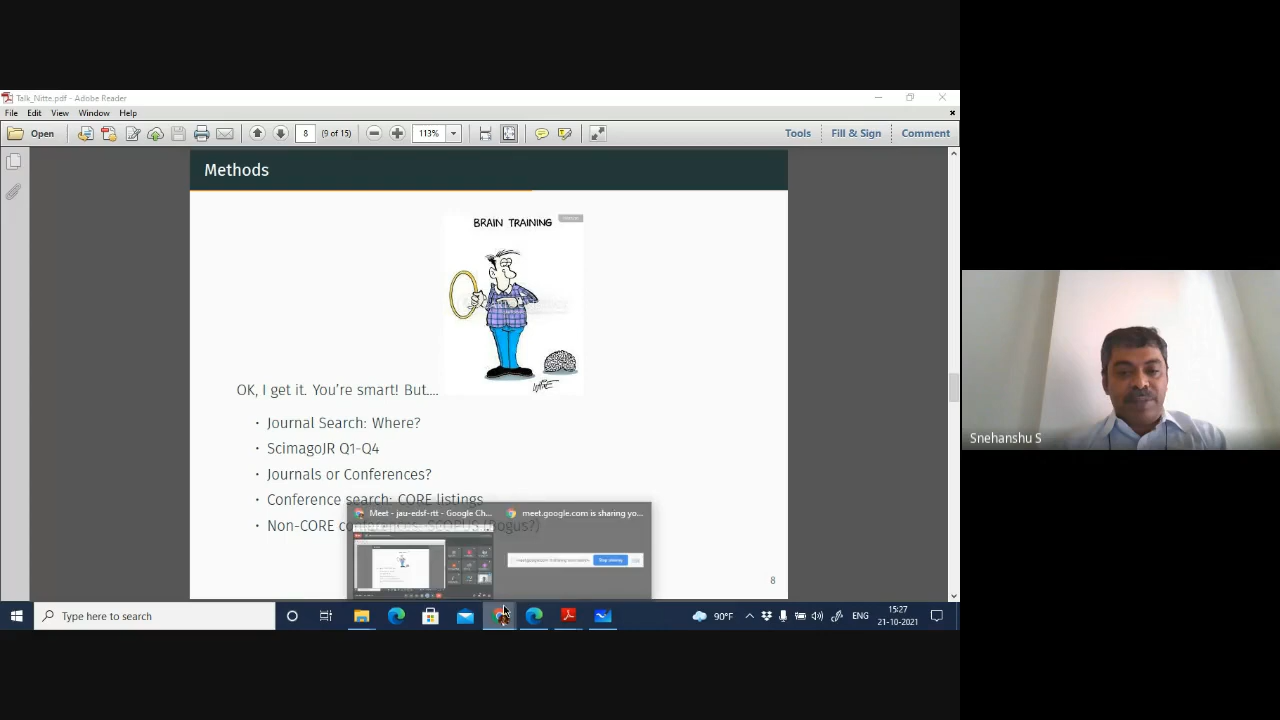 Talk_Nitte.pdf - Adobe Reader
File Edit View Window Help
Open 8 (9 of 15) 113% Tools Fill & Sign Comment
Methods
BRAIN TRAINING
OK, I get it. You're smart! But....
· Journal Search: Where?
· ScimagoJR Q1-Q4
· Journals or Conferences?
· Conference search: CORE listings
· Non-CORE conferences: SCOPUS (Bogus?)
Meet - jau-edsf-rtt - Google Ch... meet.google.com is sharing yo...
Stop sharing
8
Type here to search 90°F ENG 15:27
21-10-2021
Snehanshu S